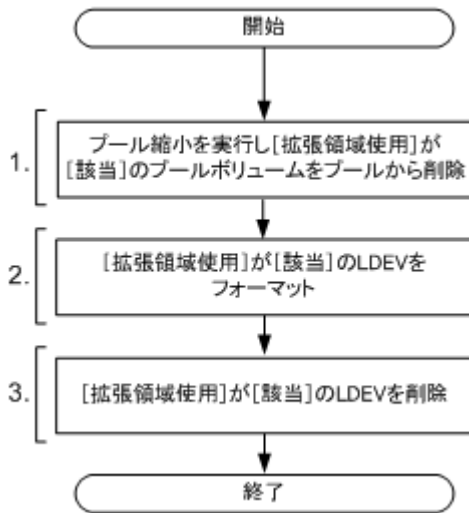 開始
1.
プール縮小を実行し[拡張領域使用]が
[該当]のプールボリュームをプールから削除
2.
[拡張領域使用]が[該当]のLDEVを
フォーマット
3.
[拡張領域使用]が[該当]のLDEVを削除
終了